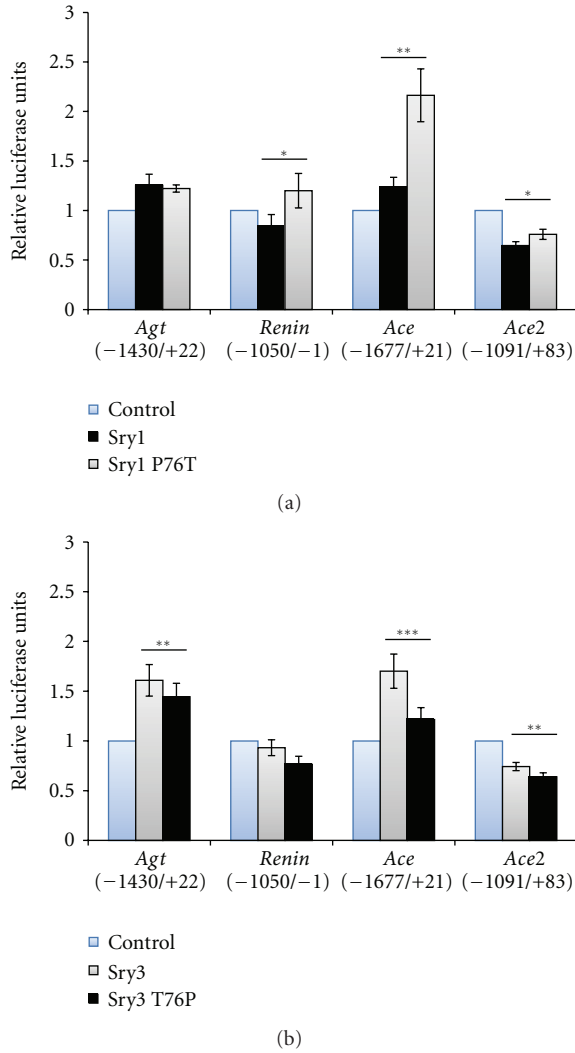 3
2.5
2
1.5
1
0.5
0
Relative luciferase units
**
*
*
Agt Renin Ace Ace2
(−1430/+22) (−1050/−1) (−1677/+21) (−1091/+83)
Control
Sry1
Sry1 P76T
(a)
3
2.5
2
1.5
1
0.5
0
Relative luciferase units
**
***
**
Agt Renin Ace Ace2
(−1430/+22) (−1050/−1) (−1677/+21) (−1091/+83)
Control
Sry3
Sry3 T76P
(b)